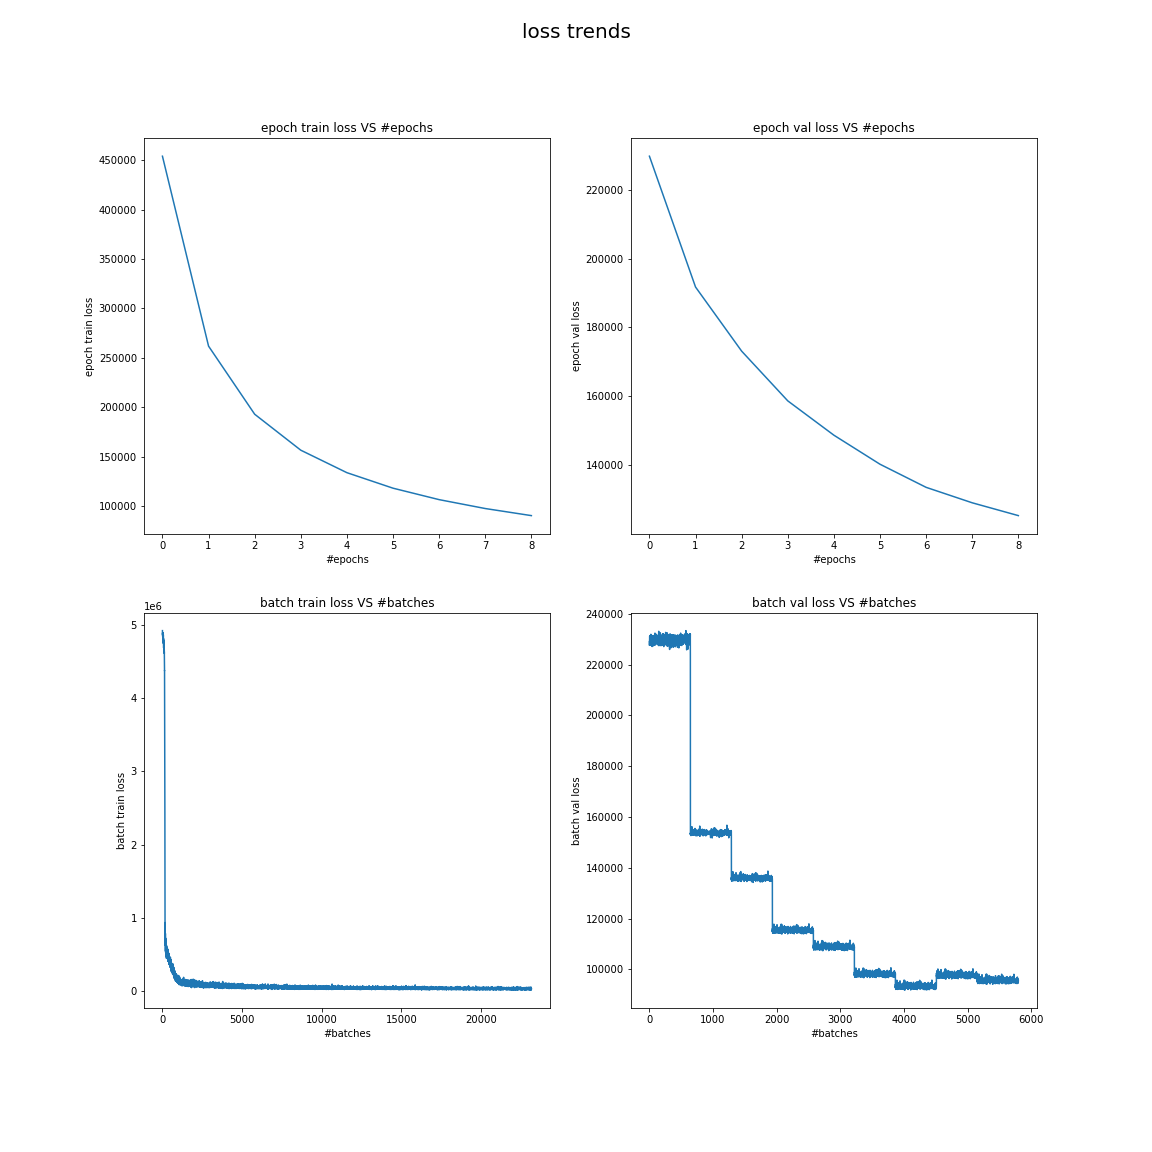 loss trends
epoch train loss VS #epochs
450000
400000
350000
300000
250000
200000
150000
100000
epoch train loss
0 1 2 3 4 5 6 7 8
#epochs
epoch val loss VS #epochs
220000
200000
180000
160000
140000
epoch val loss
0 1 2 3 4 5 6 7 8
#epochs
batch train loss VS #batches
1e6
5
4
3
2
1
0
batch train loss
0 5000 10000 15000 20000
#batches
batch val loss VS #batches
240000
220000
200000
180000
160000
140000
120000
100000
batch val loss
0 1000 2000 3000 4000 5000 6000
#batches